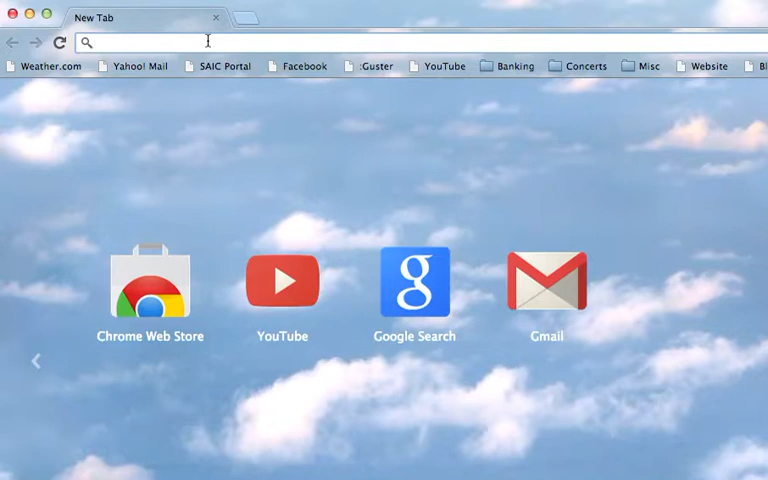 New Tab
Weather.com Yahoo! Mail SAIC Portal Facebook :Guster YouTube Banking Concerts Misc Website
Chrome Web Store YouTube Google Search Gmail